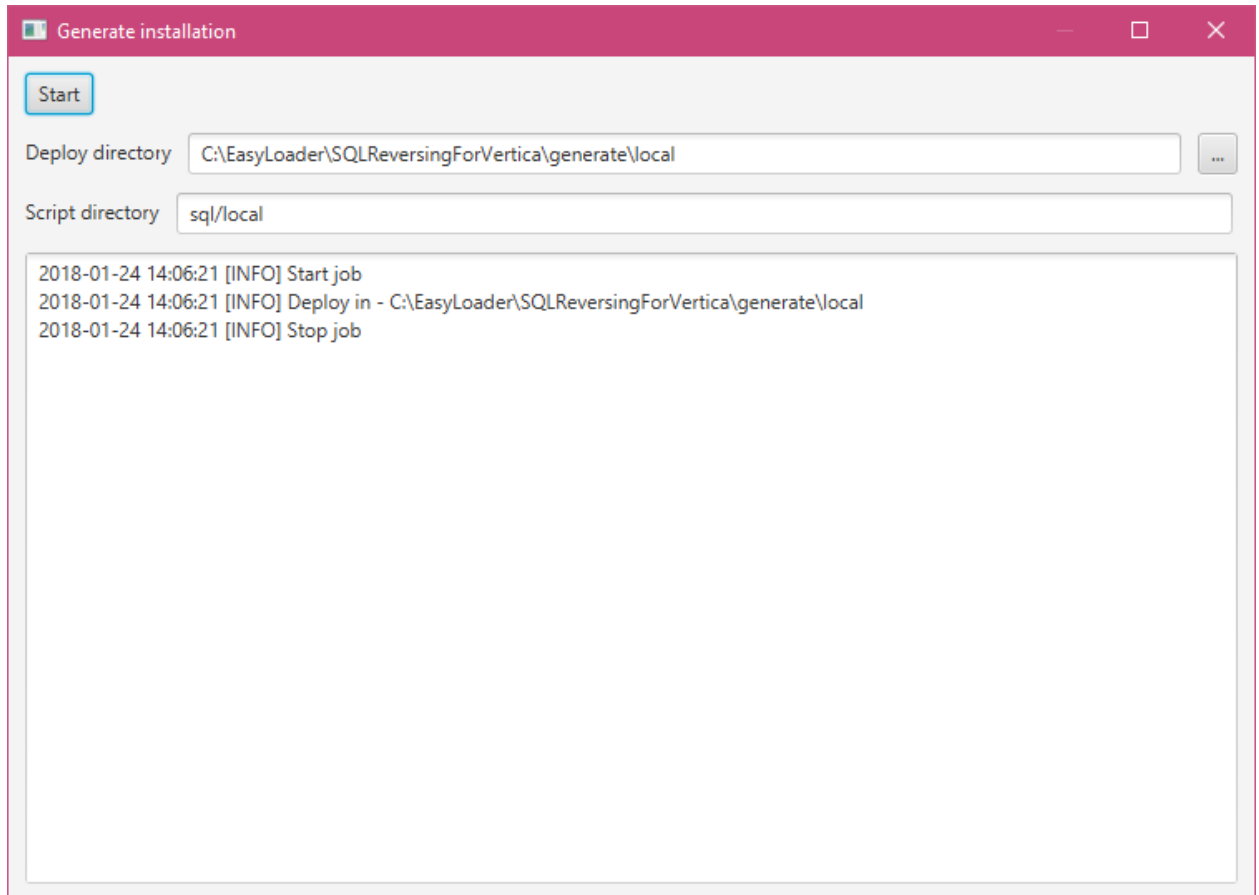 Generate installation
Start
Deploy directory C:\EasyLoader\SQLReversingForVertica\generate\local ...
Script directory sql/local
2018-01-24 14:06:21 [INFO] Start job
2018-01-24 14:06:21 [INFO] Deploy in - C:\EasyLoader\SQLReversingForVertica\generate\local
2018-01-24 14:06:21 [INFO] Stop job